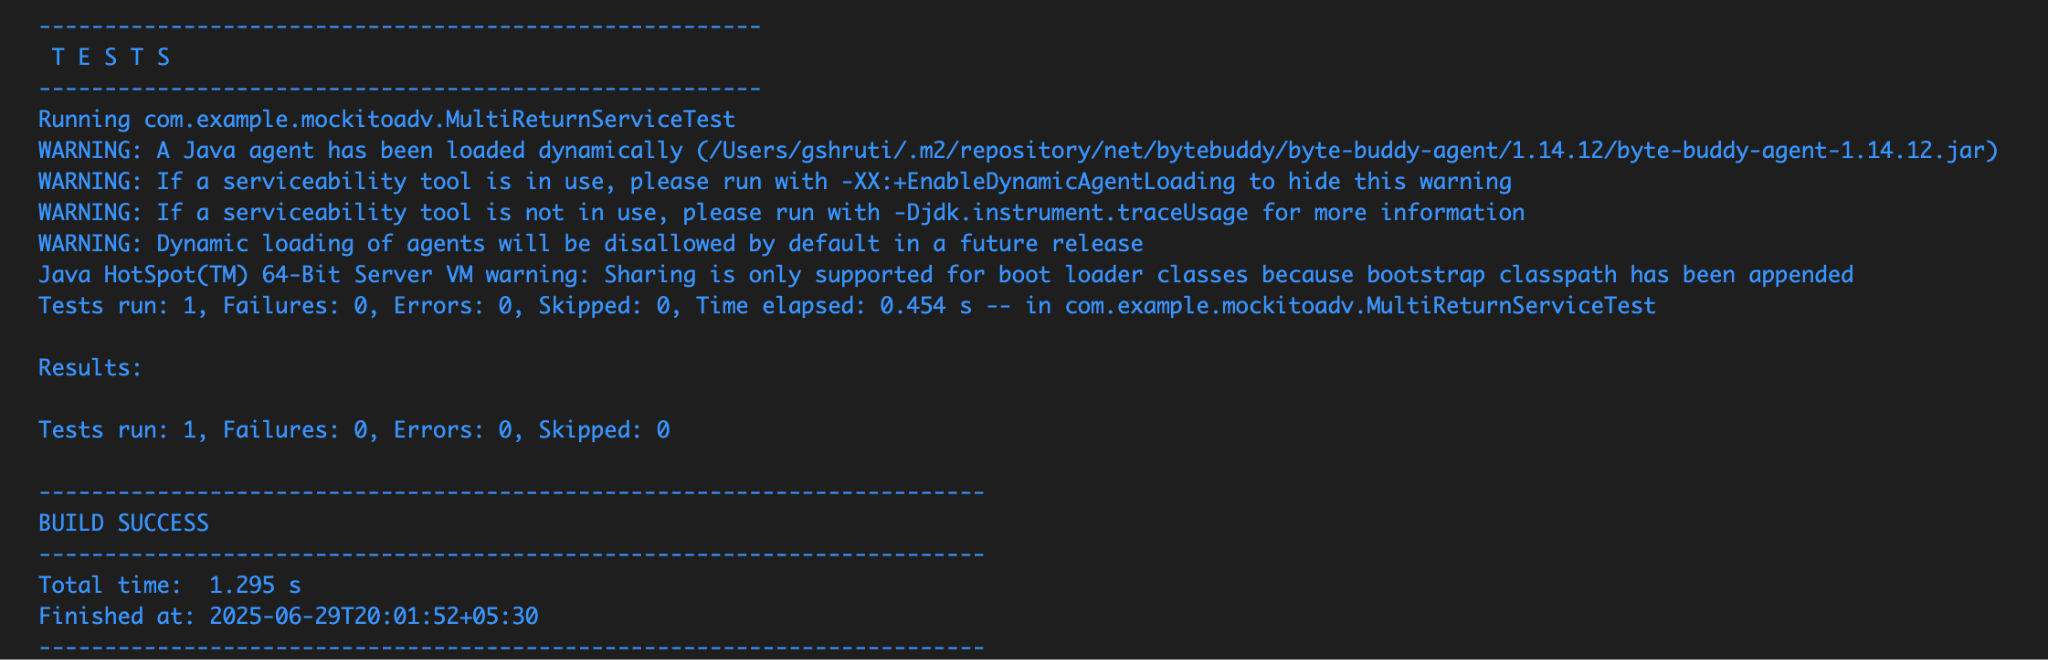 -------------------------------------------------------
 T E S T S
-------------------------------------------------------
Running com.example.mockitoadv.MultiReturnServiceTest
WARNING: A Java agent has been loaded dynamically (/Users/gshruti/.m2/repository/net/bytebuddy/byte-buddy-agent/1.14.12/byte-buddy-agent-1.14.12.jar)
WARNING: If a serviceability tool is in use, please run with -XX:+EnableDynamicAgentLoading to hide this warning
WARNING: If a serviceability tool is not in use, please run with -Djdk.instrument.traceUsage for more information
WARNING: Dynamic loading of agents will be disallowed by default in a future release
Java HotSpot(TM) 64-Bit Server VM warning: Sharing is only supported for boot loader classes because bootstrap classpath has been appended
Tests run: 1, Failures: 0, Errors: 0, Skipped: 0, Time elapsed: 0.454 s -- in com.example.mockitoadv.MultiReturnServiceTest
Results:
Tests run: 1, Failures: 0, Errors: 0, Skipped: 0
------------------------------------------------------------------------
BUILD SUCCESS
------------------------------------------------------------------------
Total time:  1.295 s
Finished at: 2025-06-29T20:01:52+05:30
------------------------------------------------------------------------